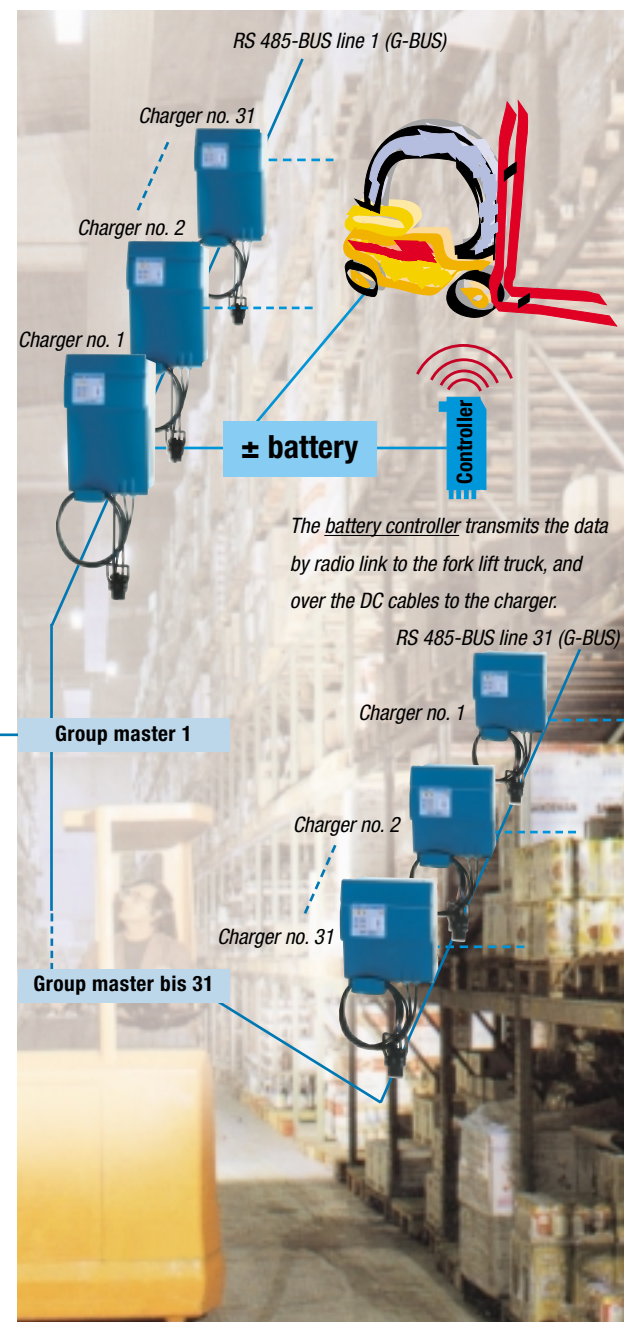 RS 485-BUS line 1 (G-BUS)
Charger no. 31
Charger no. 2
Charger no. 1
± battery
Controller
The battery controller transmits the data
by radio link to the fork lift truck, and
over the DC cables to the charger.
RS 485-BUS line 31 (G-BUS)
Charger no. 1
Group master 1
Charger no. 2
Charger no. 31
Group master bis 31